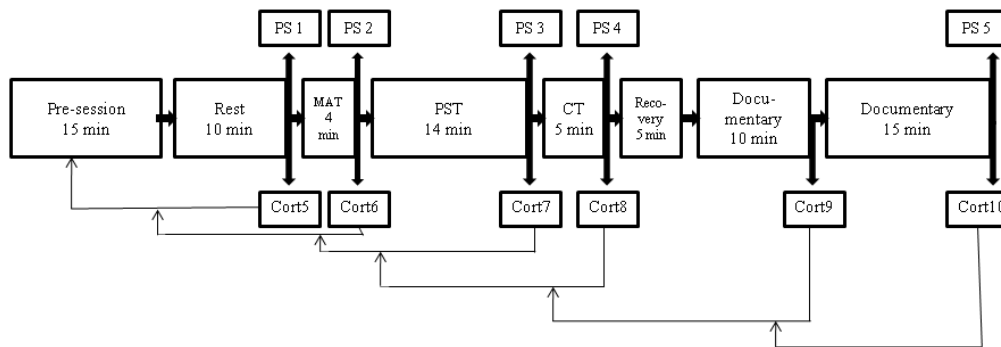 PS 1
PS 2
PS 3
PS 4
PS 5
Pre-session
15 min
Rest
10 min
MAT
4
min
PST
14 min
CT
5 min
Reco-
very
5 min
Docu-
mentary
10 min
Documentary
15 min
Cort5
Cort6
Cort7
Cort8
Cort9
Cort10